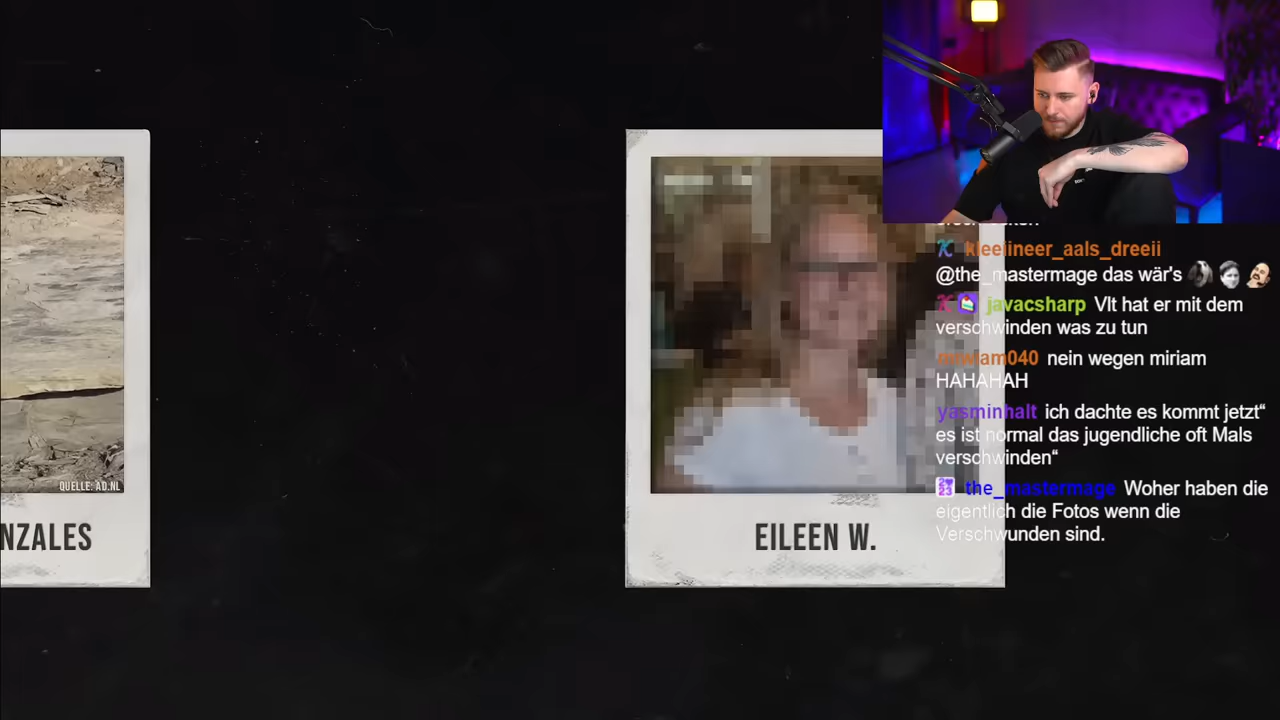 QUELLE: AD.NL
NZALES
EILEEN W.
kleelineer_aals_dreeii
@the_mastermage das wär's
javacsharp Vlt hat er mit dem
verschwinden was zu tun
nein wegen miriam
HAHAHAH
yasminhalt ich dachte es kommt jetzt“
es ist normal das jugendliche oft Mals
verschwinden“
the_mastermage Woher haben die
eigentlich die Fotos wenn die
Verschwunden sind.